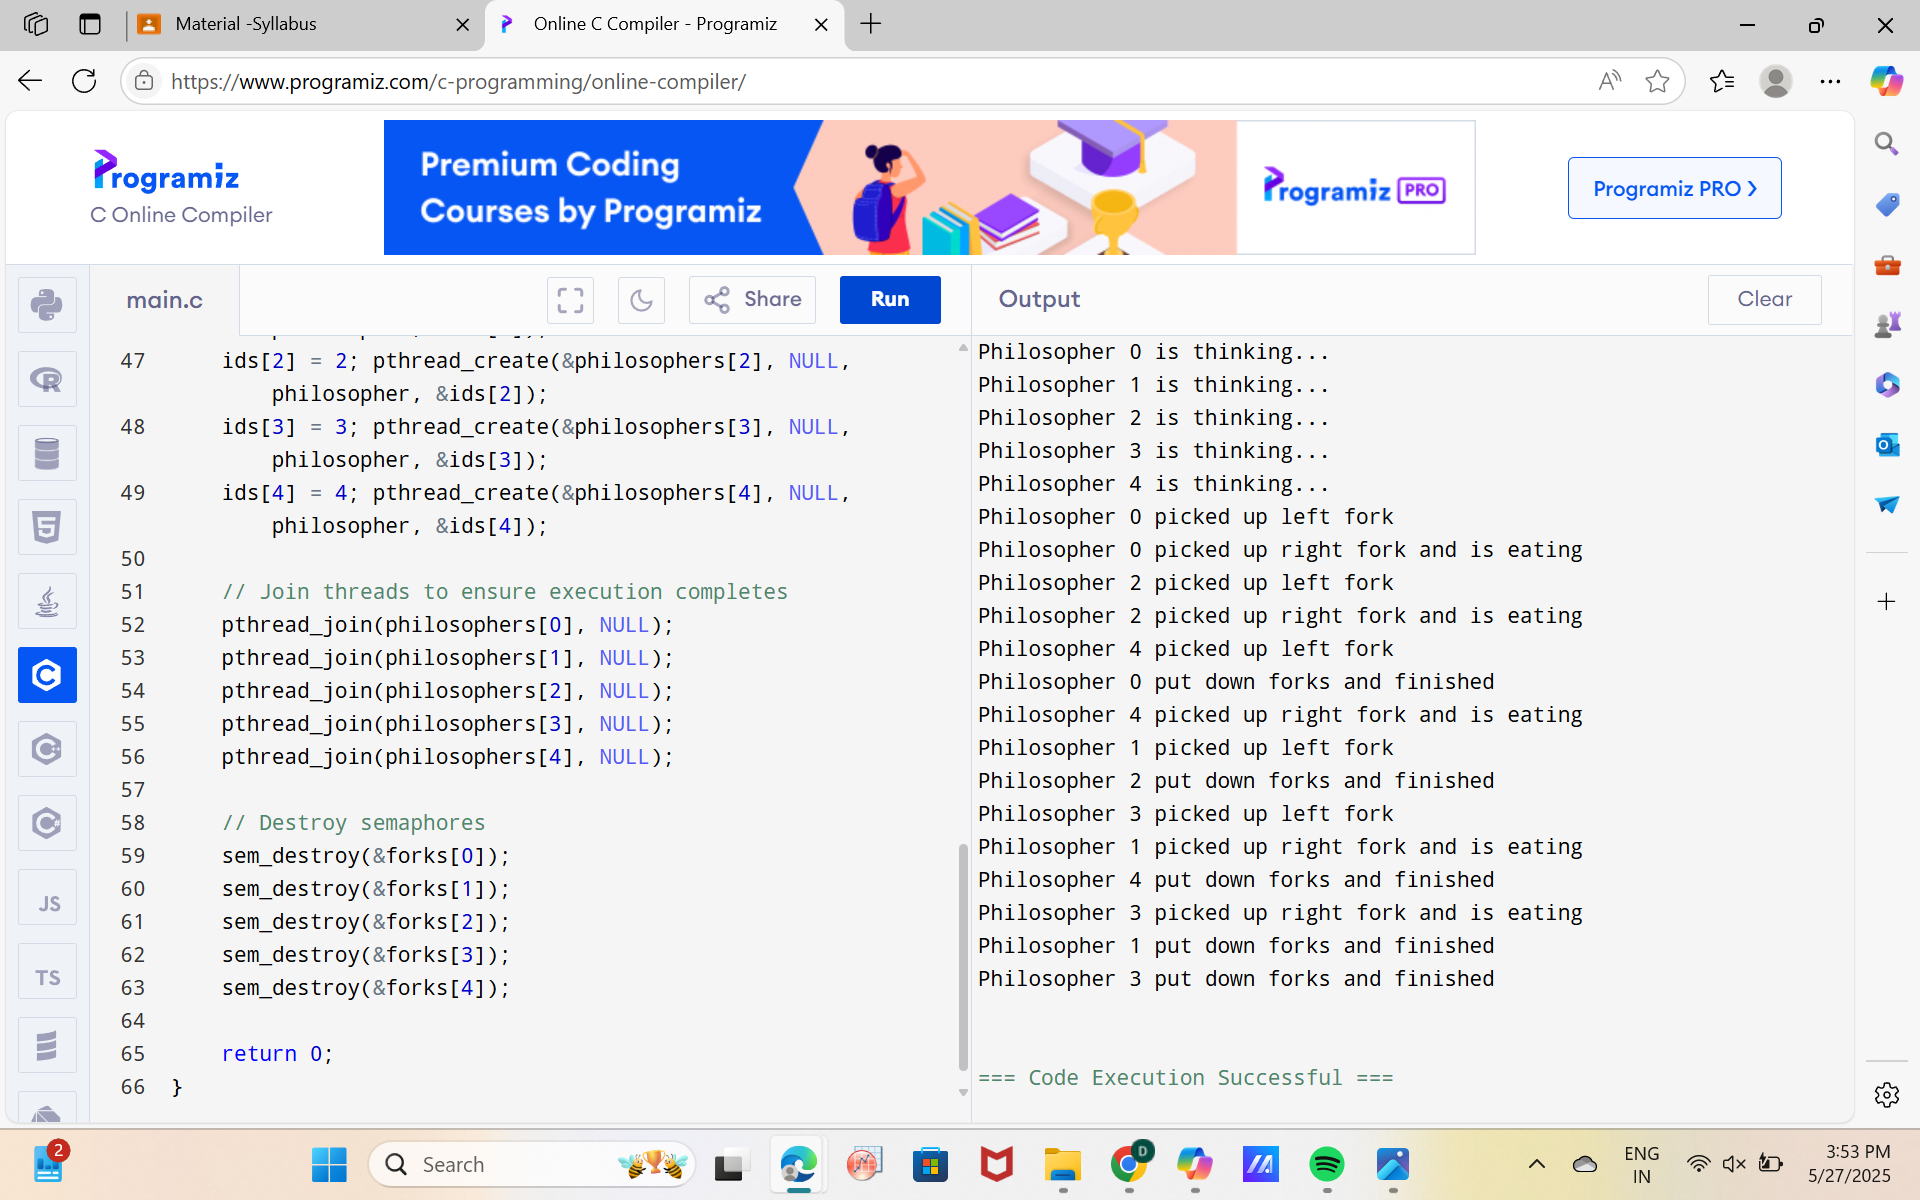 Material -Syllabus
Online C Compiler - Programiz
https://www.programiz.com/c-programming/online-compiler/
Programiz
C Online Compiler
Premium Coding
Courses by Programiz
Programiz PRO
Programiz PRO ›
main.c
Share
Run
Output
Clear
47 ids[2] = 2; pthread_create(&philosophers[2], NULL,
philosopher, &ids[2]);
48 ids[3] = 3; pthread_create(&philosophers[3], NULL,
philosopher, &ids[3]);
49 ids[4] = 4; pthread_create(&philosophers[4], NULL,
philosopher, &ids[4]);
50
51 // Join threads to ensure execution completes
52 pthread_join(philosophers[0], NULL);
53 pthread_join(philosophers[1], NULL);
54 pthread_join(philosophers[2], NULL);
55 pthread_join(philosophers[3], NULL);
56 pthread_join(philosophers[4], NULL);
57
58 // Destroy semaphores
59 sem_destroy(&forks[0]);
60 sem_destroy(&forks[1]);
61 sem_destroy(&forks[2]);
62 sem_destroy(&forks[3]);
63 sem_destroy(&forks[4]);
64
65 return 0;
66 }
Philosopher 0 is thinking...
Philosopher 1 is thinking...
Philosopher 2 is thinking...
Philosopher 3 is thinking...
Philosopher 4 is thinking...
Philosopher 0 picked up left fork
Philosopher 0 picked up right fork and is eating
Philosopher 2 picked up left fork
Philosopher 2 picked up right fork and is eating
Philosopher 4 picked up left fork
Philosopher 0 put down forks and finished
Philosopher 4 picked up right fork and is eating
Philosopher 1 picked up left fork
Philosopher 2 put down forks and finished
Philosopher 3 picked up left fork
Philosopher 1 picked up right fork and is eating
Philosopher 4 put down forks and finished
Philosopher 3 picked up right fork and is eating
Philosopher 1 put down forks and finished
Philosopher 3 put down forks and finished
=== Code Execution Successful ===
JS
TS
2
Search
D
ENG
IN
3:53 PM
5/27/2025